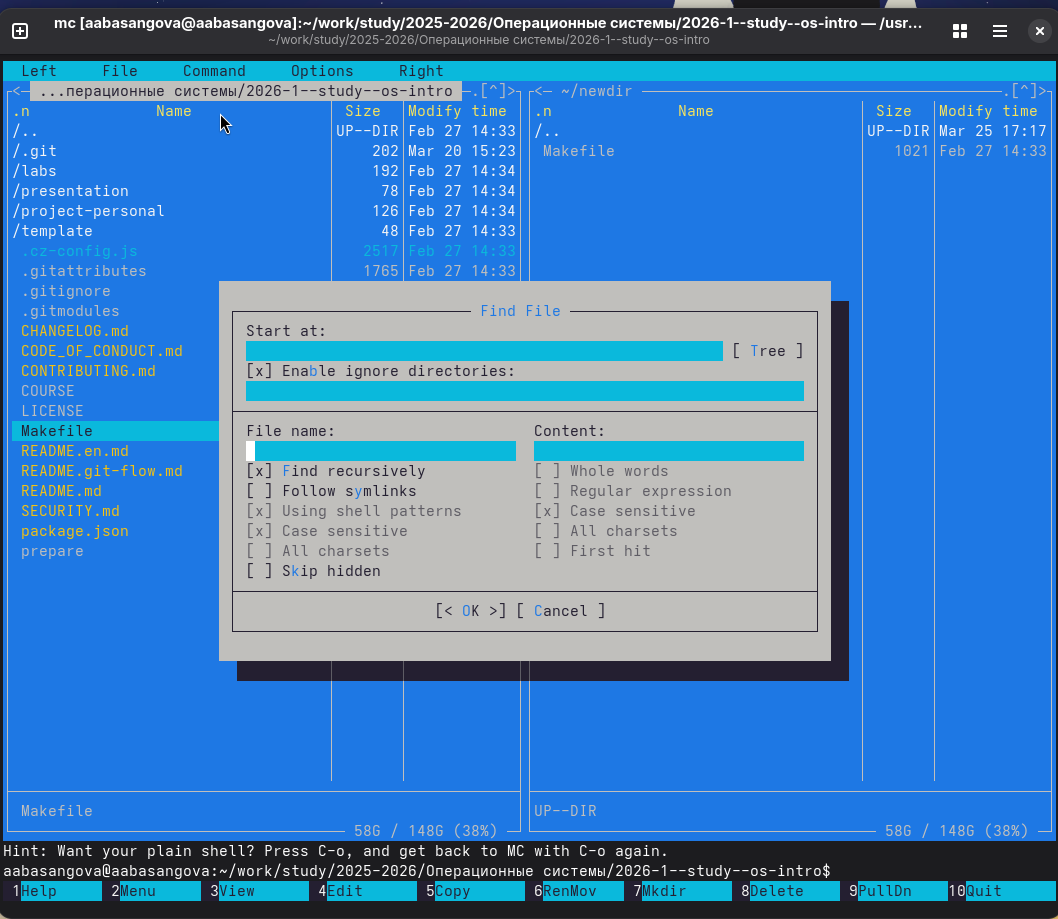 mc [aabasangova@aabasangova]:~/work/study/2025-2026/Операционные системы/2026-1--study--os-intro — /usr...
~/work/study/2025-2026/Операционные системы/2026-1--study--os-intro
Left File Command Options Right
<─ ...перационные системы/2026-1--study--os-intro ─.[^]> <─ ~/newdir .[^]>
.n Name Size Modify time .n Name Size Modify time
/.. UP--DIR Feb 27 14:33 /.. UP--DIR Mar 25 17:17
/.git 202 Mar 20 15:23 Makefile 1021 Feb 27 14:33
/labs 192 Feb 27 14:34
/presentation 78 Feb 27 14:34
/project-personal 126 Feb 27 14:34
/template 48 Feb 27 14:33
.cz-config.js 2517 Feb 27 14:33
.gitattributes 1765 Feb 27 14:33
.gitignore
.gitmodules
CHANGELOG.md
CODE_OF_CONDUCT.md
CONTRIBUTING.md
COURSE
LICENSE
Makefile
README.en.md
README.git-flow.md
README.md
SECURITY.md
package.json
prepare
Find File
Start at:
[ Tree ]
[x] Enable ignore directories:
File name: Content:
[x] Find recursively [ ] Whole words
[ ] Follow symlinks [ ] Regular expression
[x] Using shell patterns [x] Case sensitive
[x] Case sensitive [ ] All charsets
[ ] All charsets [ ] First hit
[ ] Skip hidden
[< OK >] [ Cancel ]
Makefile UP--DIR
58G / 148G (38%) 58G / 148G (38%)
Hint: Want your plain shell? Press C-o, and get back to MC with C-o again.
aabasangova@aabasangova:~/work/study/2025-2026/Операционные системы/2026-1--study--os-intro$
1Help 2Menu 3View 4Edit 5Copy 6RenMov 7Mkdir 8Delete 9PullDn 10Quit